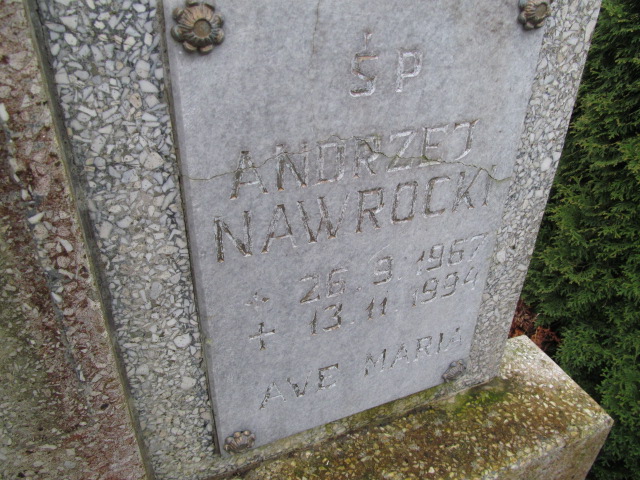 ŚP
ANDRZEJ
NAWROCKI
* 26.9.1967
+ 13.11.1994
AVE MARIA